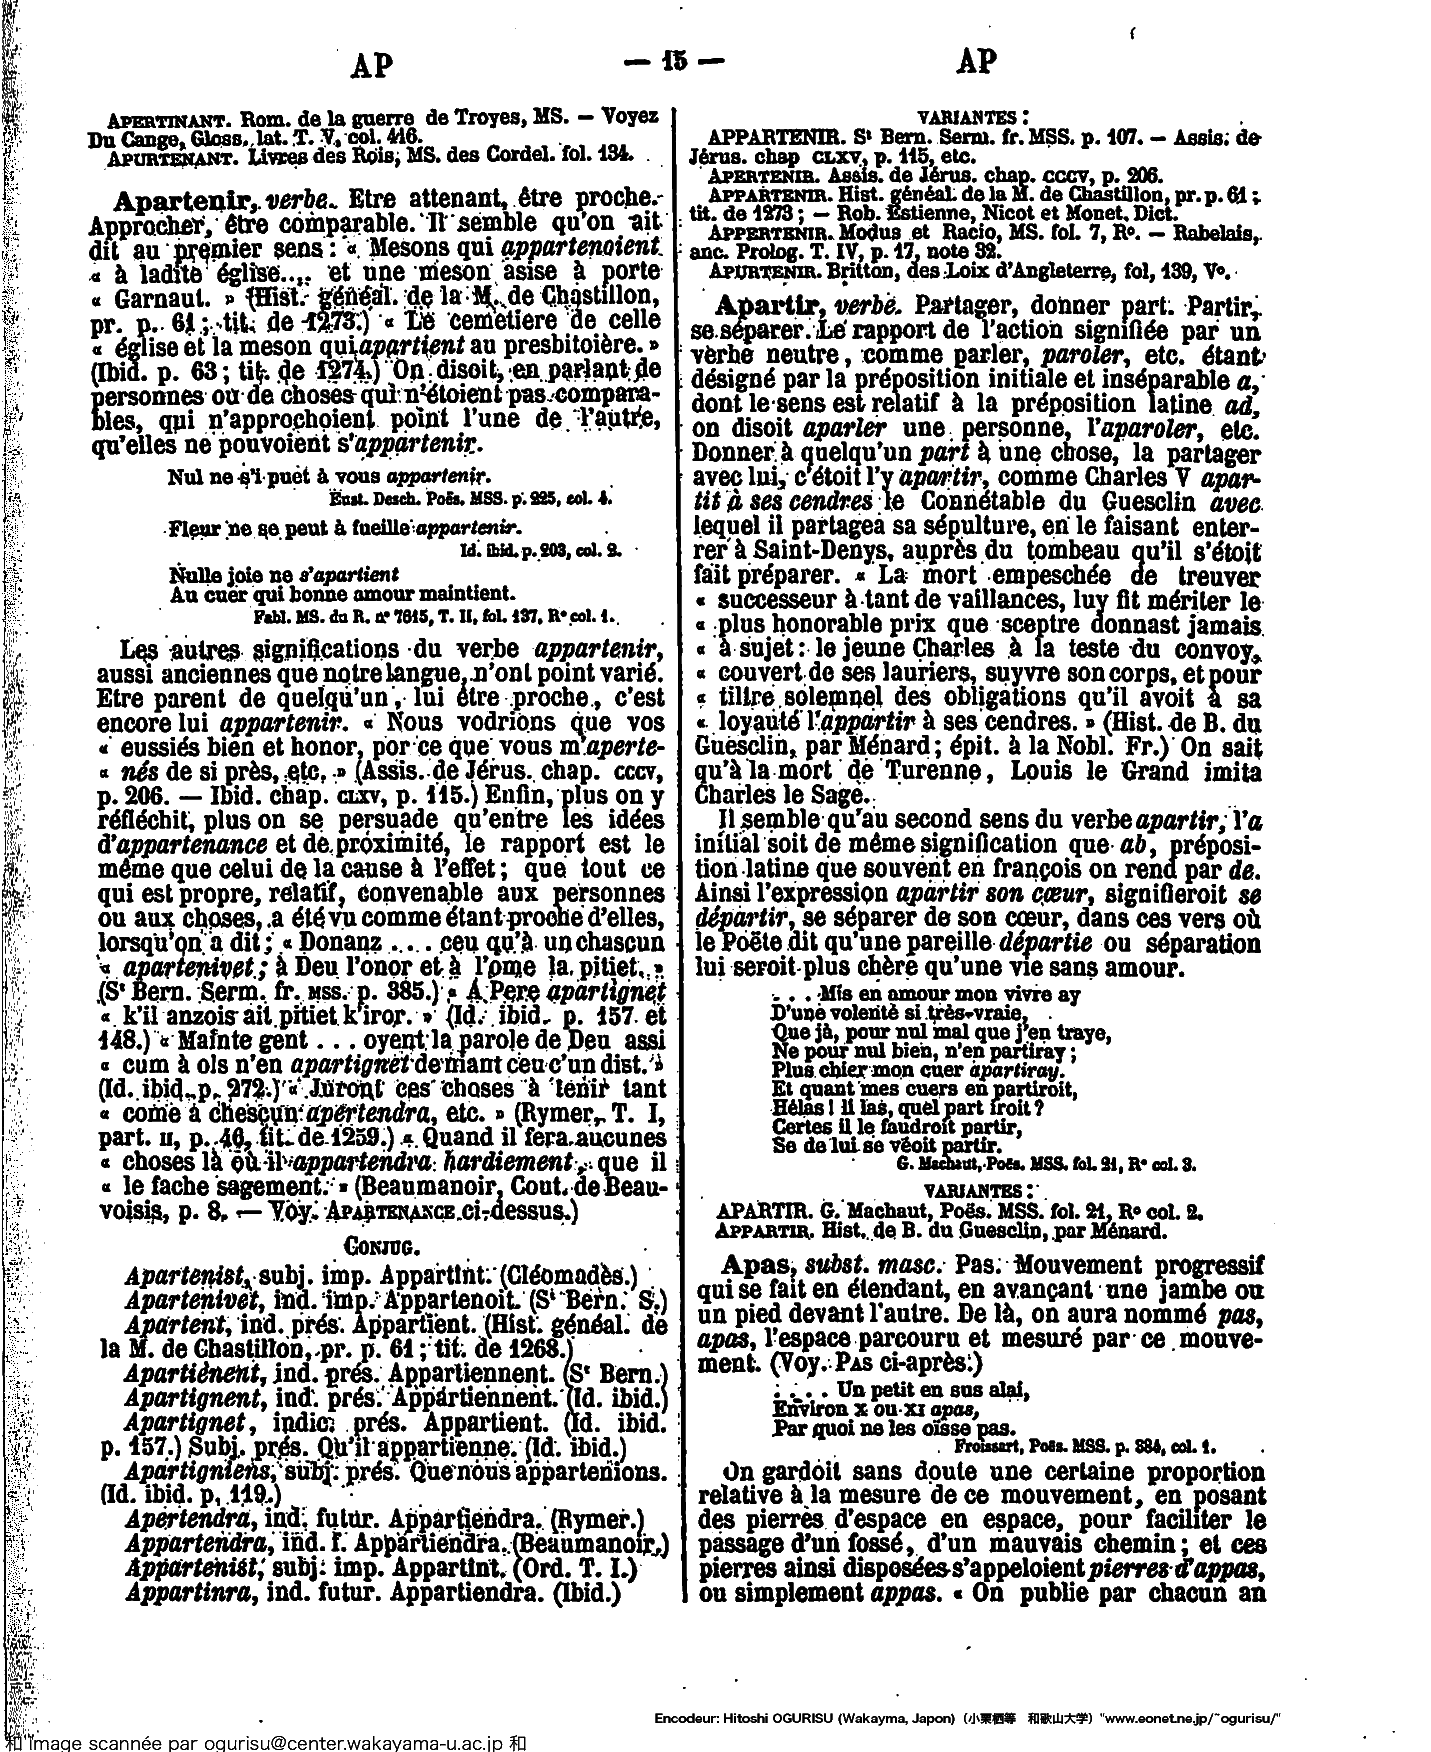 AP — 15 — AP
APERTINANT. Rom. de la guerre de Troyes, MS. — Voyez
Du Cange, Gloss. lat. T. V, col. 416.
APURTENANT. Livres des Rois, MS. des Cordel. fol. 134.
Apartenir, verbe. Etre attenant, être proche.
Approcher, être comparable. Il semble qu'on ait
dit au premier sens : « Mesons qui appartenoient
« à ladite église.... et une meson asise à porte
« Garnaut. » (Hist. généal. de la M. de Chastillon,
pr. p. 61 ; tit. de 1273.) « Le cemetiere de celle
« église et la meson qui apartient au presbitoière. »
(Ibid. p. 63 ; tit. de 1274.) On disoit, en parlant de
personnes ou de choses qui n'étoient pas compara-
bles, qui n'approchoient point l'une de l'autre,
qu'elles ne pouvoient s'appartenir.
Nul ne s'i puet à vous appartenir.
Eust. Desch. Poës. MSS. p. 225, col. 4.
Fleur ne se peut à fueille appartenir.
Id. ibid. p. 203, col. 2.
Nulle joie ne s'apartient
Au cuer qui bonne amour maintient.
Fabl. MS. du R. n° 7615, T. II, fol. 137, R° col. 1.
Les autres significations du verbe appartenir,
aussi anciennes que notre langue, n'ont point varié.
Etre parent de quelqu'un, lui être proche, c'est
encore lui appartenir. « Nous vodrions que vos
« eussiés bien et honor, por ce que vous m'aperte-
« nés de si près, etc. » (Assis. de Jérus. chap. CCCV,
p. 206. — Ibid. chap. CLXV, p. 115.) Enfin, plus on y
réfléchit, plus on se persuade qu'entre les idées
d'appartenance et de proximité, le rapport est le
même que celui de la cause à l'effet ; que tout ce
qui est propre, relatif, convenable aux personnes
ou aux choses, a été vu comme étant proche d'elles,
lorsqu'on a dit ; « Donanz .... ceu qu'à un chascun
« apartenivet ; à Deu l'onor et à l'ome la pitiet. »
(St Bern. Serm. fr. MSS. p. 385.) « A Pere apartignet
« k'il anzois ait pitiet k'iror. » (Id. ibid. p. 157 et
148.) « Mainte gent ... oyent la parole de Deu assi
« cum à ols n'en apartignet demant ceu c'un dist. »
(Id. ibid. p. 272.) « Juront ces choses à tenir tant
« come à chescun apertendra, etc. » (Rymer, T. I,
part. II, p. 46, tit. de 1259.) « Quand il fera aucunes
« choses là où il appartendra hardiement, que il
« le fache sagement. » (Beaumanoir, Cout. de Beau-
voisis, p. 8. — Voy. APARTENANCE ci-dessus.)
CONJUG.
Apartenist, subj. imp. Appartint. (Cléomadès.)
Apartenivet, ind. imp. Appartenoit. (St Bern. S.)
Apartent, ind. prés. Appartient. (Hist. généal. de
la M. de Chastillon, pr. p. 61 ; tit. de 1268.)
Apartiènent, ind. prés. Appartiennent. (St Bern.)
Apartignent, ind. prés. Appartiennent. (Id. ibid.)
Apartignet, indic. prés. Appartient. (Id. ibid.
p. 157.) Subj. prés. Qu'il appartienne. (Id. ibid.)
Apartigniens, subj. prés. Que nous appartenions.
(Id. ibid. p. 119.)
Apertendra, ind. futur. Appartiendra. (Rymer.)
Appartendra, ind. f. Appartiendra. (Beaumanoir.)
Appartenist, subj. imp. Appartint. (Ord. T. I.)
Appartinra, ind. futur. Appartiendra. (Ibid.)
VARIANTES :
APPARTENIR. St Bern. Serm. fr. MSS. p. 107. — Assis. de
Jérus. chap CLXV, p. 115, etc.
APERTENIR. Assis. de Jérus. chap. CCCV, p. 206.
APPARTENIR. Hist. généal. de la M. de Chastillon, pr. p. 61 ;
tit. de 1273 ; — Rob. Estienne, Nicot et Monet, Dict.
APPERTENIR. Modus et Racio, MS. fol. 7, R°. — Rabelais,
anc. Prolog. T. IV, p. 17, note 32.
APURTENIR. Britton, des Loix d'Angleterre, fol, 139, V°.
Apartir, verbe. Partager, donner part. Partir,
se séparer. Le rapport de l'action signifiée par un
verbe neutre, comme parler, paroler, etc. étant
désigné par la préposition initiale et inséparable a,
dont le sens est relatif à la préposition latine ad,
on disoit aparler une personne, l'aparoler, etc.
Donner à quelqu'un part à une chose, la partager
avec lui, c'étoit l'y apartir, comme Charles V apar-
tit à ses cendres le Connétable du Guesclin avec
lequel il partagea sa sépulture, en le faisant enter-
rer à Saint-Denys, auprès du tombeau qu'il s'étoit
fait préparer. « La mort empeschée de treuver
« successeur à tant de vaillances, luy fit mériter le
« plus honorable prix que sceptre donnast jamais
« à sujet : le jeune Charles à la teste du convoy,
« couvert de ses lauriers, suyvre son corps, et pour
« tiltre solemnel des obligations qu'il avoit à sa
« loyauté l'appartir à ses cendres. » (Hist. de B. du
Guesclin, par Ménard ; épit. à la Nobl. Fr.) On sait
qu'à la mort de Turenne, Louis le Grand imita
Charles le Sage.
Il semble qu'au second sens du verbe apartir, l'a
initial soit de même signification que ab, préposi-
tion latine que souvent en françois on rend par de.
Ainsi l'expression apartir son cœur, signifieroit se
départir, se séparer de son cœur, dans ces vers où
le Poëte dit qu'une pareille départie ou séparation
lui seroit plus chère qu'une vie sans amour.
... Mis en amour mon vivre ay
D'une volenté si très-vraie,
Que jà, pour nul mal que j'en traye,
Ne pour nul bien, n'en partiray ;
Plus chier mon cuer apartiray.
Et quant mes cuers en partiroit,
Hélas ! li las, quel part iroit ?
Certes il le faudroit partir,
Se de lui se véoit partir.
G. Machaut, Poës. MSS. fol. 21, R° col. 3.
VARIANTES :
APARTIR. G. Machaut, Poës. MSS. fol. 21, R° col. 2.
APPARTIR. Hist. de B. du Guesclin, par Ménard.
Apas, subst. masc. Pas. Mouvement progressif
qui se fait en étendant, en avançant une jambe ou
un pied devant l'autre. De là, on aura nommé pas,
apas, l'espace parcouru et mesuré par ce mouve-
ment. (Voy. PAS ci-après.)
.... Un petit en sus alai,
Environ X ou XI apas,
Par quoi ne les oïsse pas.
Froissart, Poës. MSS. p. 384, col. 1.
On gardoit sans doute une certaine proportion
relative à la mesure de ce mouvement, en posant
des pierres d'espace en espace, pour faciliter le
passage d'un fossé, d'un mauvais chemin ; et ces
pierres ainsi disposées s'appeloient pierres d'appas,
ou simplement appas. « On publie par chacun an
Encodeur: Hitoshi OGURISU (Wakayma, Japon)（小栗栖等　和歌山大学）"www.eonet.ne.jp/~ogurisu/"
和 Image scannée par ogurisu@center.wakayama-u.ac.jp 和